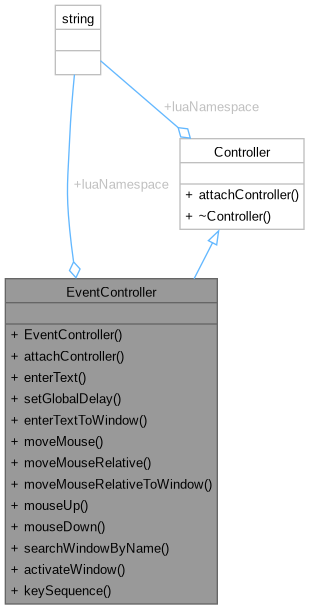 string
+luaNamespace
Controller
+ attachController()
+ ~Controller()
+luaNamespace
EventController
+ EventController()
+ attachController()
+ enterText()
+ setGlobalDelay()
+ enterTextToWindow()
+ moveMouse()
+ moveMouseRelative()
+ moveMouseRelativeToWindow()
+ mouseUp()
+ mouseDown()
+ searchWindowByName()
+ activateWindow()
+ keySequence()